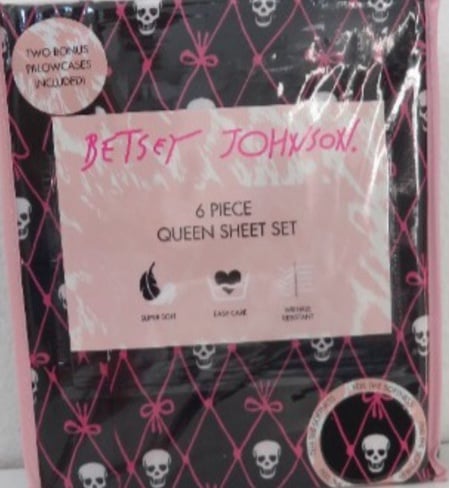 TWO BONUS
PILLOWCASES
INCLUDED!
BETSEY JOHNSON.
6 PIECE
QUEEN SHEET SET
SUPER SOFT
EASY CARE
WRINKLE
RESISTANT